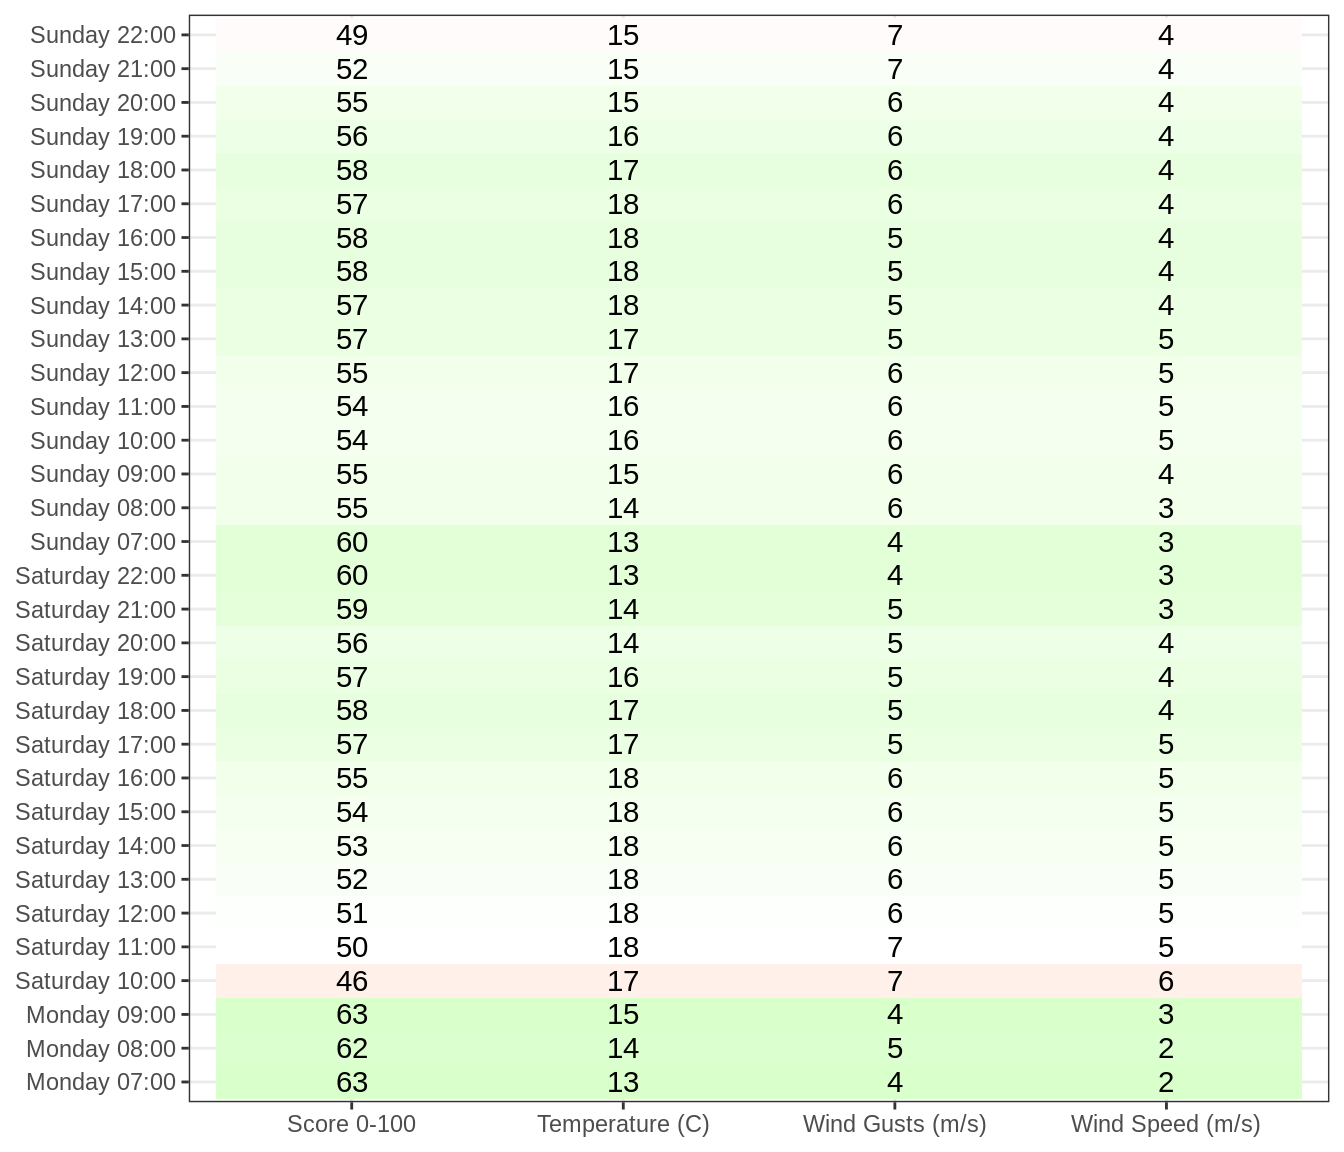 Sunday 22:00 49 15 7 4
Sunday 21:00 52 15 7 4
Sunday 20:00 55 15 6 4
Sunday 19:00 56 16 6 4
Sunday 18:00 58 17 6 4
Sunday 17:00 57 18 6 4
Sunday 16:00 58 18 5 4
Sunday 15:00 58 18 5 4
Sunday 14:00 57 18 5 4
Sunday 13:00 57 17 5 5
Sunday 12:00 55 17 6 5
Sunday 11:00 54 16 6 5
Sunday 10:00 54 16 6 5
Sunday 09:00 55 15 6 4
Sunday 08:00 55 14 6 3
Sunday 07:00 60 13 4 3
Saturday 22:00 60 13 4 3
Saturday 21:00 59 14 5 3
Saturday 20:00 56 14 5 4
Saturday 19:00 57 16 5 4
Saturday 18:00 58 17 5 4
Saturday 17:00 57 17 5 5
Saturday 16:00 55 18 6 5
Saturday 15:00 54 18 6 5
Saturday 14:00 53 18 6 5
Saturday 13:00 52 18 6 5
Saturday 12:00 51 18 6 5
Saturday 11:00 50 18 7 5
Saturday 10:00 46 17 7 6
Monday 09:00 63 15 4 3
Monday 08:00 62 14 5 2
Monday 07:00 63 13 4 2
Score 0-100 Temperature (C) Wind Gusts (m/s) Wind Speed (m/s)